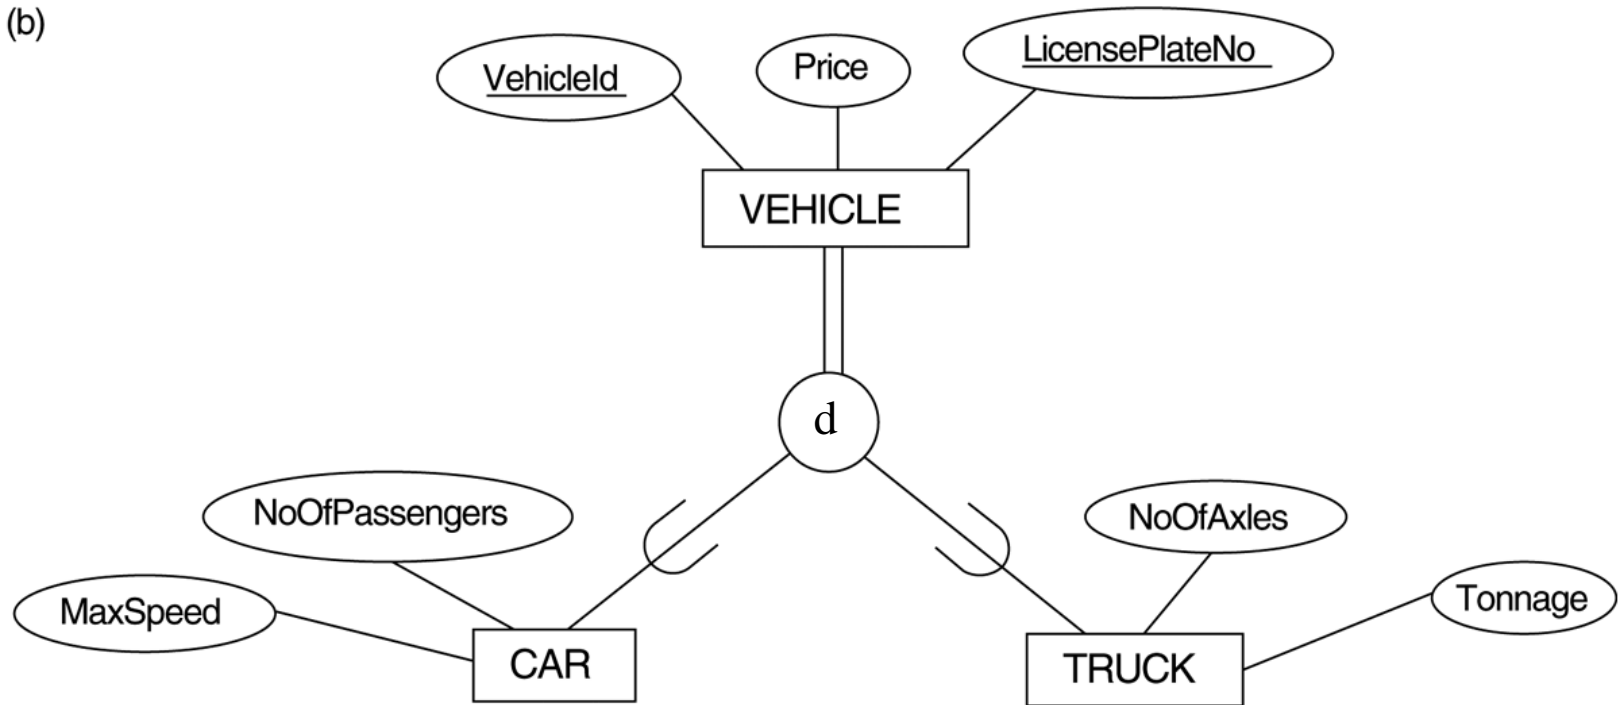 (b)
VehicleId
Price
LicensePlateNo
VEHICLE
d
NoOfPassengers
NoOfAxles
MaxSpeed
Tonnage
CAR
TRUCK